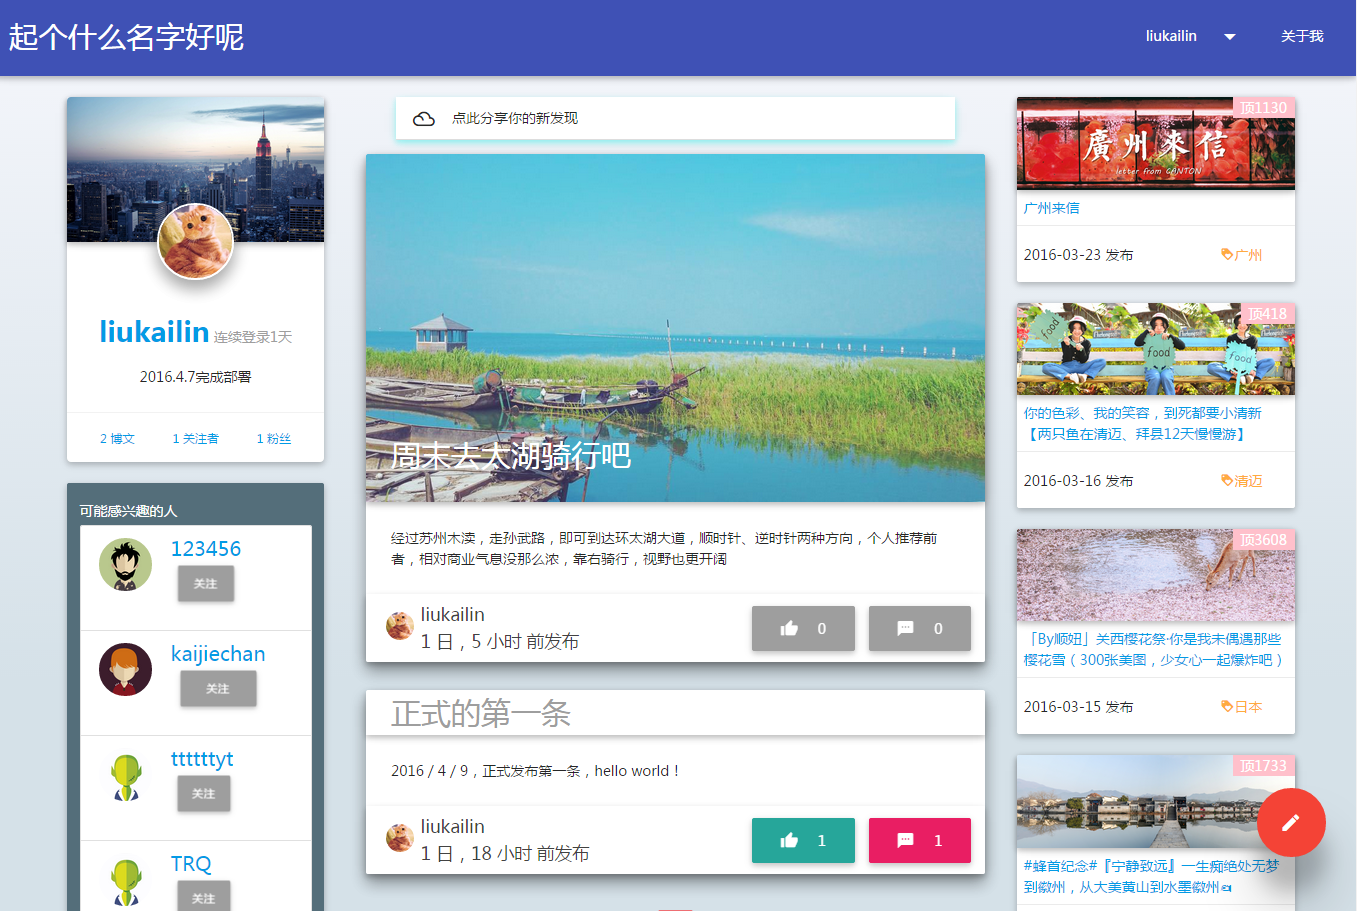 起个什么名字好呢
liukailin
关于我
liukailin 连续登录1天
2016.4.7完成部署
2 博文
1 关注者
1 粉丝
可能感兴趣的人
123456
关注
kaijiechan
关注
ttttttyt
关注
TRQ
关注
点此分享你的新发现
周末去太湖骑行吧
经过苏州木渎，走孙武路，即可到达环太湖大道，顺时针、逆时针两种方向，个人推荐前
者，相对商业气息没那么浓，靠右骑行，视野也更开阔
liukailin
1 日，5 小时 前发布
0
0
正式的第一条
2016 / 4 / 9，正式发布第一条，hello world！
liukailin
1 日，18 小时 前发布
1
1
顶1130
廣州來信
letter from CANTON
广州来信
2016-03-23 发布
广州
顶418
food
food
food
你的色彩、我的笑容，到死都要小清新
【两只鱼在清迈、拜县12天慢慢游】
2016-03-16 发布
清迈
顶3608
「By顺妞」关西樱花祭·你是我未偶遇那些
樱花雪（300张美图，少女心一起爆炸吧）
2016-03-15 发布
日本
顶1733
#蜂首纪念#『宁静致远』一生痴绝处无梦
到徽州，从大美黄山到水墨徽州